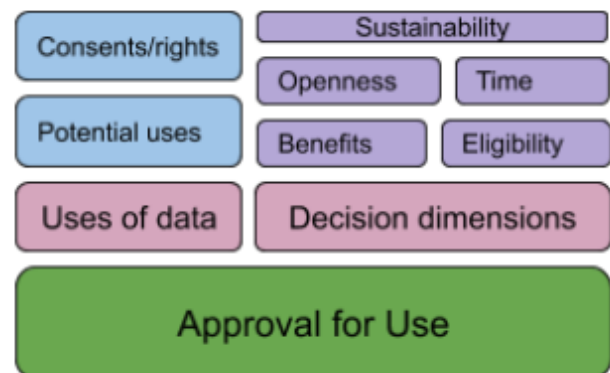 Consents/rights
Sustainability
Openness
Time
Potential uses
Benefits
Eligibility
Uses of data
Decision dimensions
Approval for Use